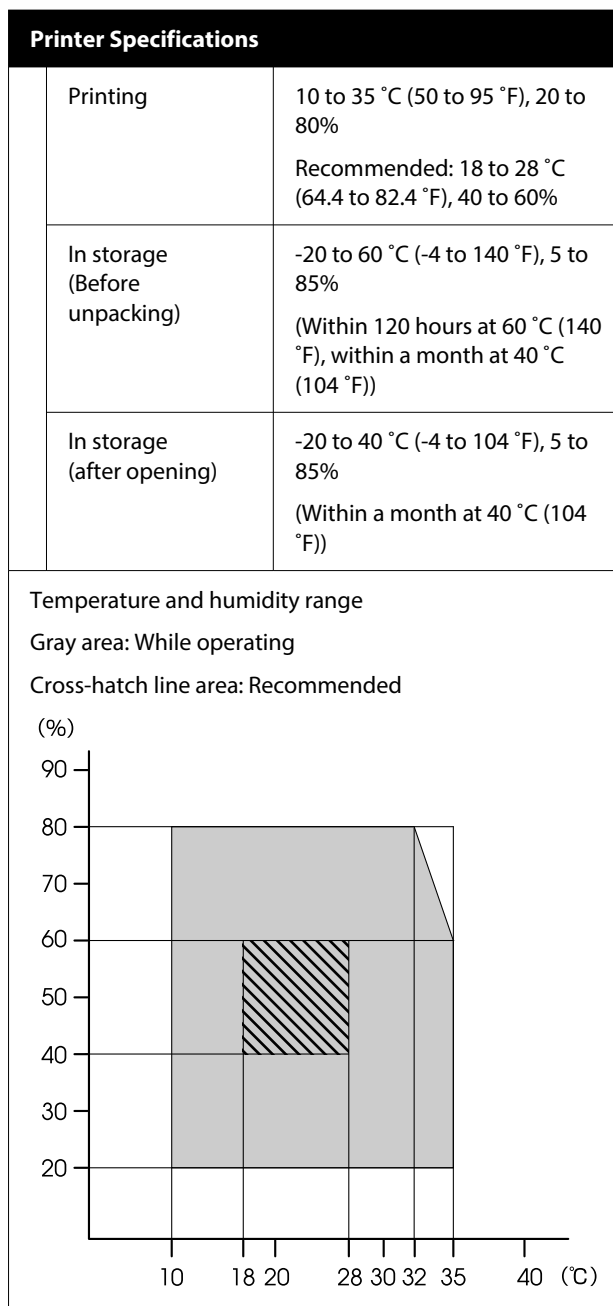 Printer Specifications
Printing
10 to 35 ˚C (50 to 95 ˚F), 20 to
80%
Recommended: 18 to 28 ˚C
(64.4 to 82.4 ˚F), 40 to 60%
In storage
(Before
unpacking)
-20 to 60 ˚C (-4 to 140 ˚F), 5 to
85%
(Within 120 hours at 60 ˚C (140
˚F), within a month at 40 ˚C
(104 ˚F))
In storage
(after opening)
-20 to 40 ˚C (-4 to 104 ˚F), 5 to
85%
(Within a month at 40 ˚C (104
˚F))
Temperature and humidity range
Gray area: While operating
Cross-hatch line area: Recommended
(%)
90
80
70
60
50
40
30
20
10 18 20 28 30 32 35 40 (℃)